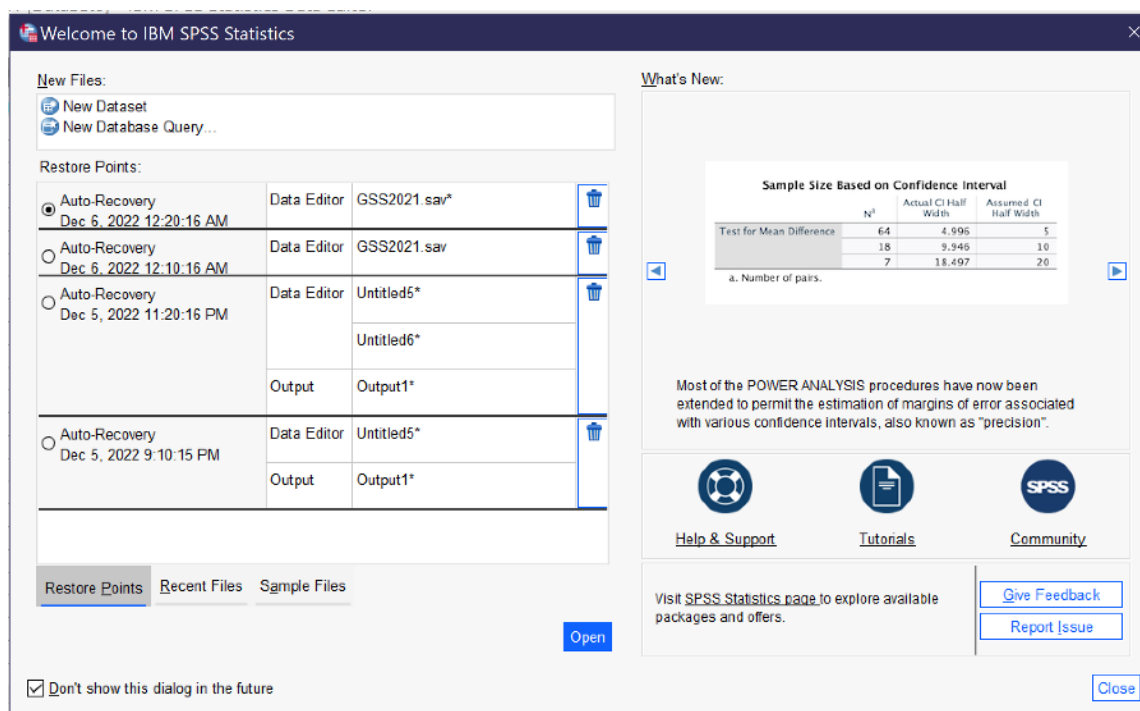 Welcome to IBM SPSS Statistics
New Files:
New Dataset
New Database Query...
Restore Points:
Auto-Recovery
Dec 6, 2022 12:20:16 AM
Data Editor
GSS2021.sav*
Auto-Recovery
Dec 6, 2022 12:10:16 AM
Data Editor
GSS2021.sav
Auto-Recovery
Dec 5, 2022 11:20:16 PM
Data Editor
Untitled5*
Untitled6*
Output
Output1*
Auto-Recovery
Dec 5, 2022 9:10:15 PM
Data Editor
Untitled5*
Output
Output1*
Restore Points
Recent Files
Sample Files
Open
Don't show this dialog in the future
What's New:
Sample Size Based on Confidence Interval
Nᵃ
Actual CI Half
Width
Assumed CI
Half Width
Test for Mean Difference
64 4.996 5
18 9.946 10
7 18.497 20
a. Number of pairs.
Most of the POWER ANALYSIS procedures have now been
extended to permit the estimation of margins of error associated
with various confidence intervals, also known as "precision".
SPSS
Help & Support
Tutorials
Community
Visit SPSS Statistics page to explore available
packages and offers.
Give Feedback
Report Issue
Close